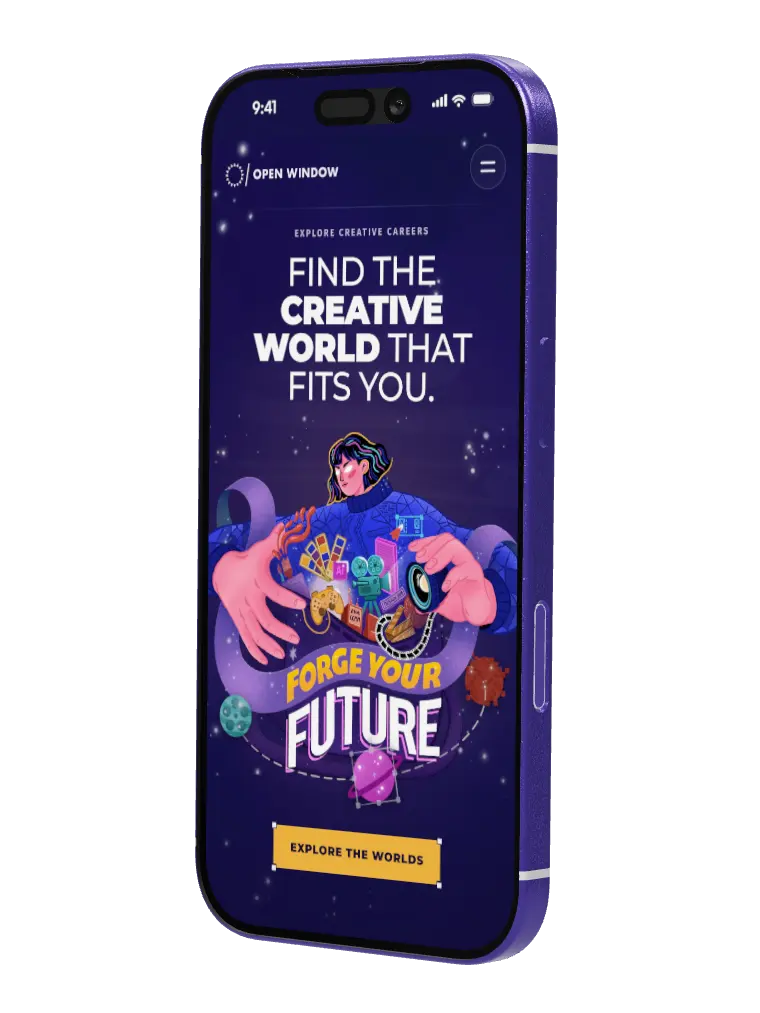 9:41
OPEN WINDOW
EXPLORE CREATIVE CAREERS
FIND THE
CREATIVE
WORLD THAT
FITS YOU.
FORGE YOUR
FUTURE
EXPLORE THE WORLDS